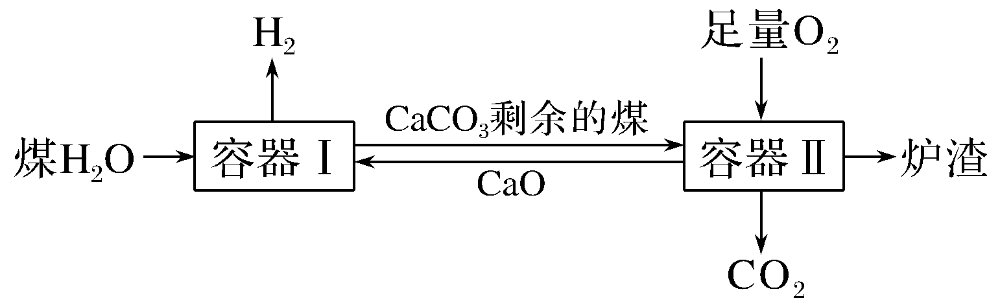 H₂
足量O₂
CaCO₃剩余的煤
煤H₂O
容器Ⅰ
容器Ⅱ
炉渣
CaO
CO₂